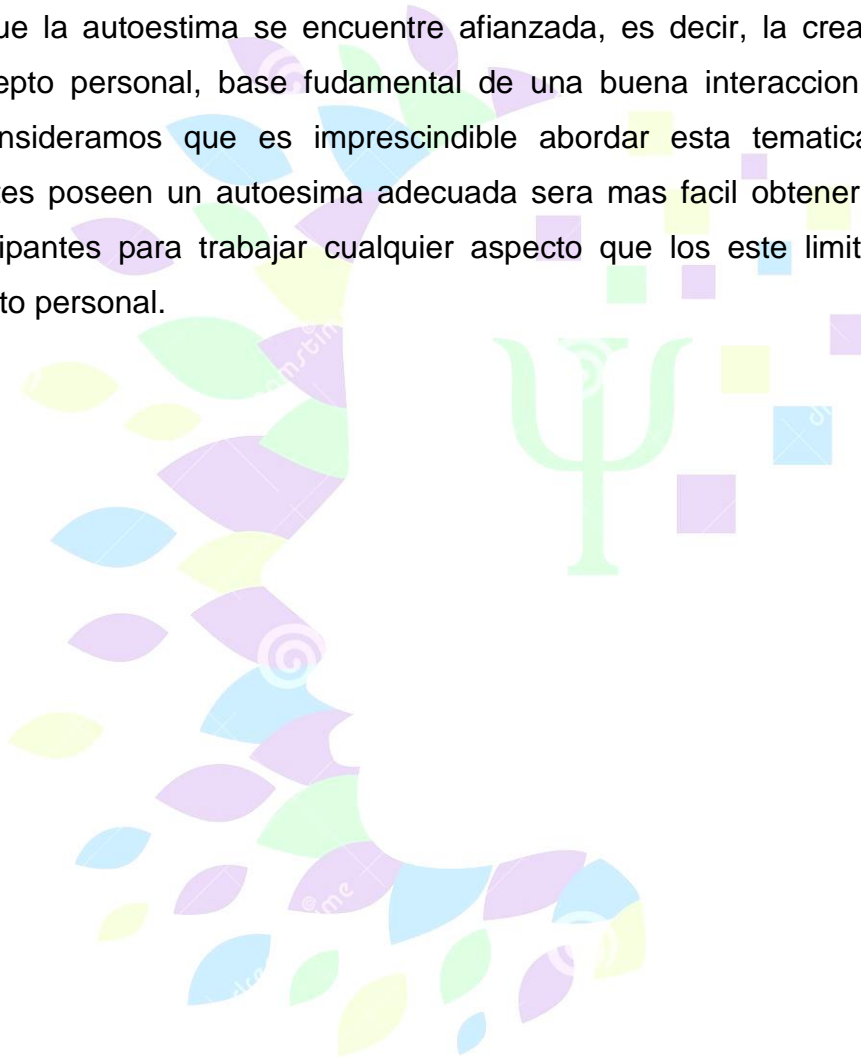 ue la autoestima se encuentre afianzada, es decir, la crea
epto personal, base fudamental de una buena interaccion
nsideramos que es imprescindible abordar esta tematica
tes poseen un autoesima adecuada sera mas facil obtener
ipantes para trabajar cualquier aspecto que los este limit
to personal.
Ψ